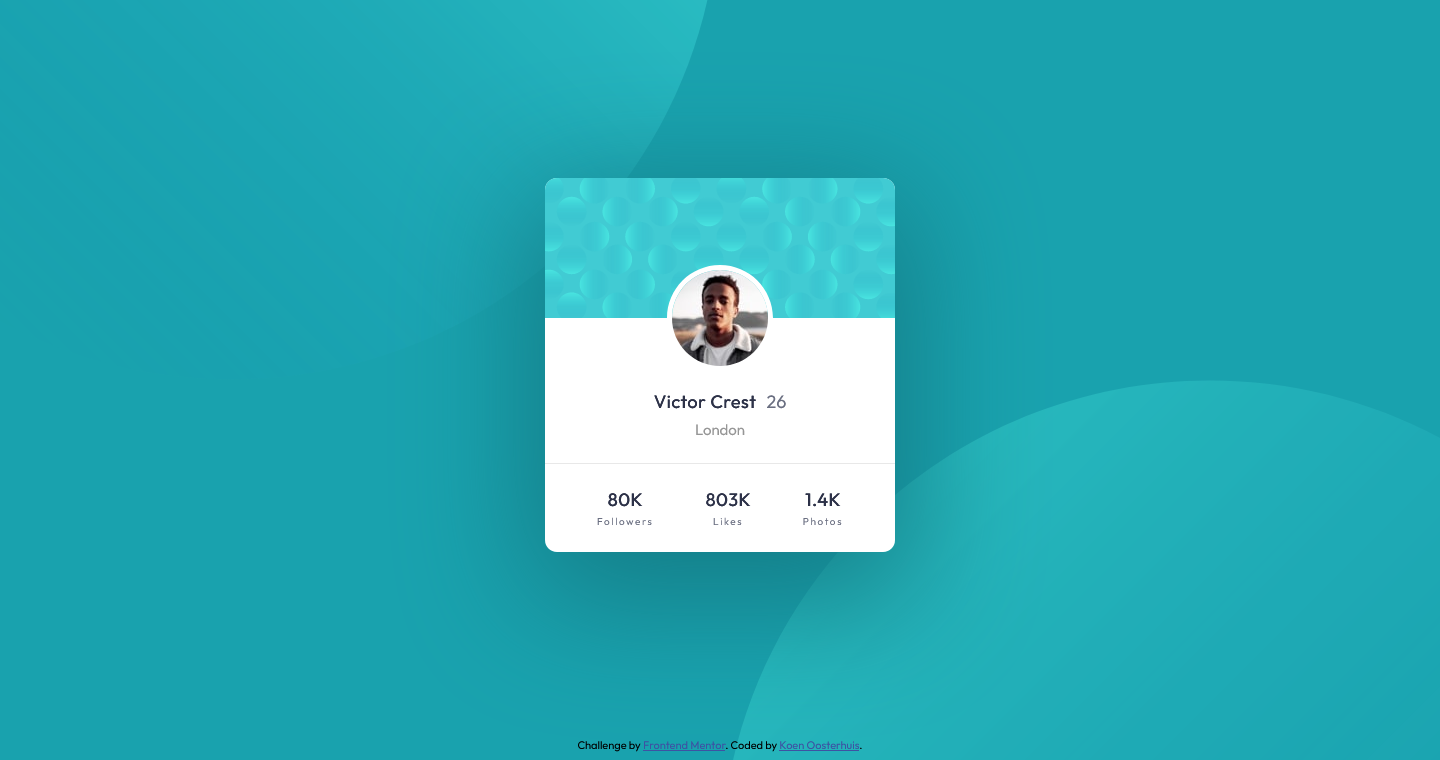 Victor Crest 26
London
80K 803K 1.4K
Followers Likes Photos
Challenge by Frontend Mentor. Coded by Koen Oosterhuis.